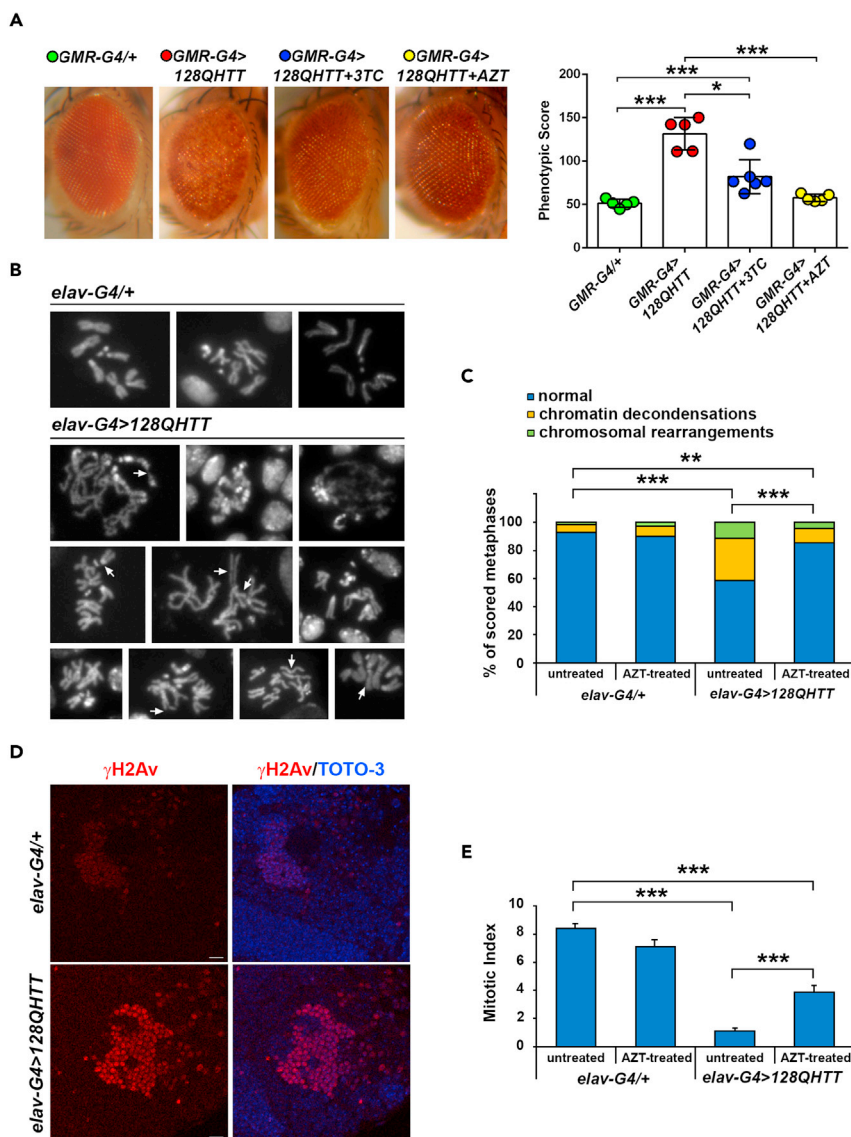 A
GMR-G4/+
GMR-G4>
128QHTT
GMR-G4>
128QHTT+3TC
GMR-G4>
128QHTT+AZT
Phenotypic Score
200
150
100
50
0
***
***
***
*
GMR-G4/+
GMR-G4>
128QHTT
GMR-G4>
128QHTT+3TC
GMR-G4>
128QHTT+AZT
B
elav-G4/+
elav-G4>128QHTT
C
normal
chromatin decondensations
chromosomal rearrangements
**
***
***
% of scored metaphases
100
80
60
40
20
0
untreated AZT-treated untreated AZT-treated
elav-G4/+ elav-G4>128QHTT
D
γH2Av γH2Av/TOTO-3
elav-G4/+
elav-G4>128QHTT
E
***
***
***
Mitotic Index
10
8
6
4
2
0
untreated AZT-treated untreated AZT-treated
elav-G4/+ elav-G4>128QHTT